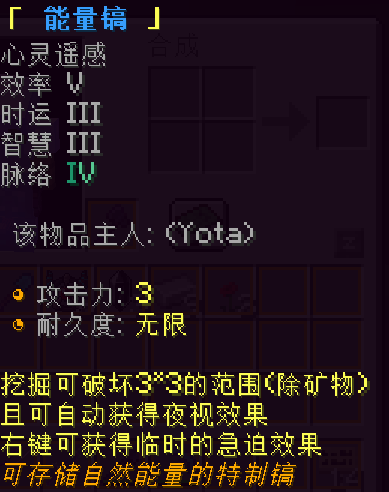 「 能量镐 」
合成
心灵遥感
效率 V
时运 III
智慧 III
脉络 IV
该物品主人: (Yota)
攻击力: 3
耐久度: 无限
挖掘可破坏3*3的范围(除矿物)
且可自动获得夜视效果
右键可获得临时的急迫效果
可存储自然能量的特制镐